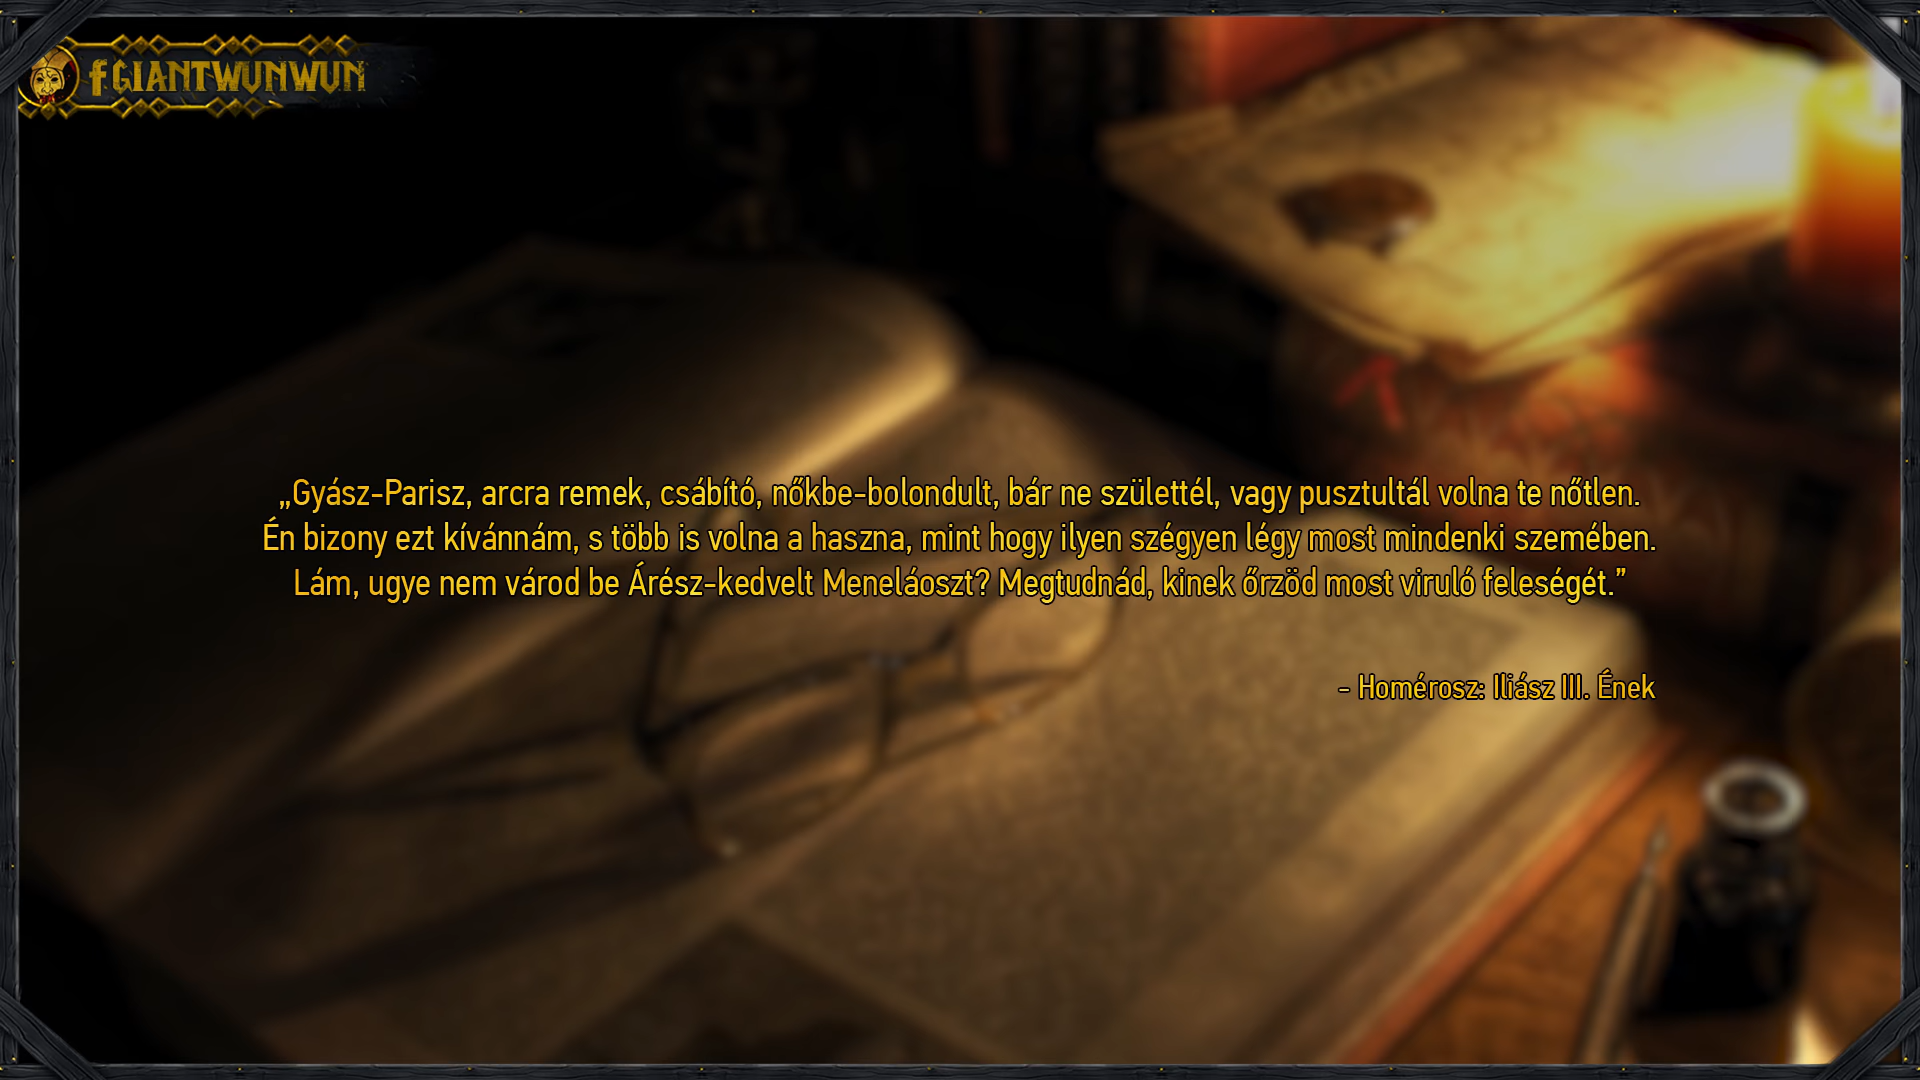 fGIANTWUNWUN
„Gyász-Parisz, arcra remek, csábító, nőkbe-bolondult, bár ne születtél, vagy pusztultál volna te nőtlen.
Én bizony ezt kívánnám, s több is volna a haszna, mint hogy ilyen szégyen légy most mindenki szemében.
Lám, ugye nem várod be Árész-kedvelt Meneláoszt? Megtudnád, kinek őrzöd most viruló feleségét.”
- Homérosz: Iliász III. Ének